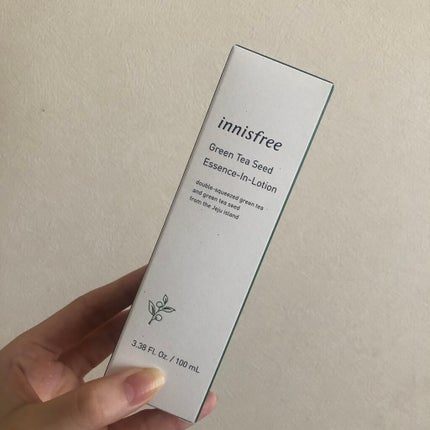 innisfree
Green Tea Seed
Essence-In-Lotion
double-squeezed green tea
and green tea seed
from the Jeju island
3.38 FL. Oz. / 100 mL